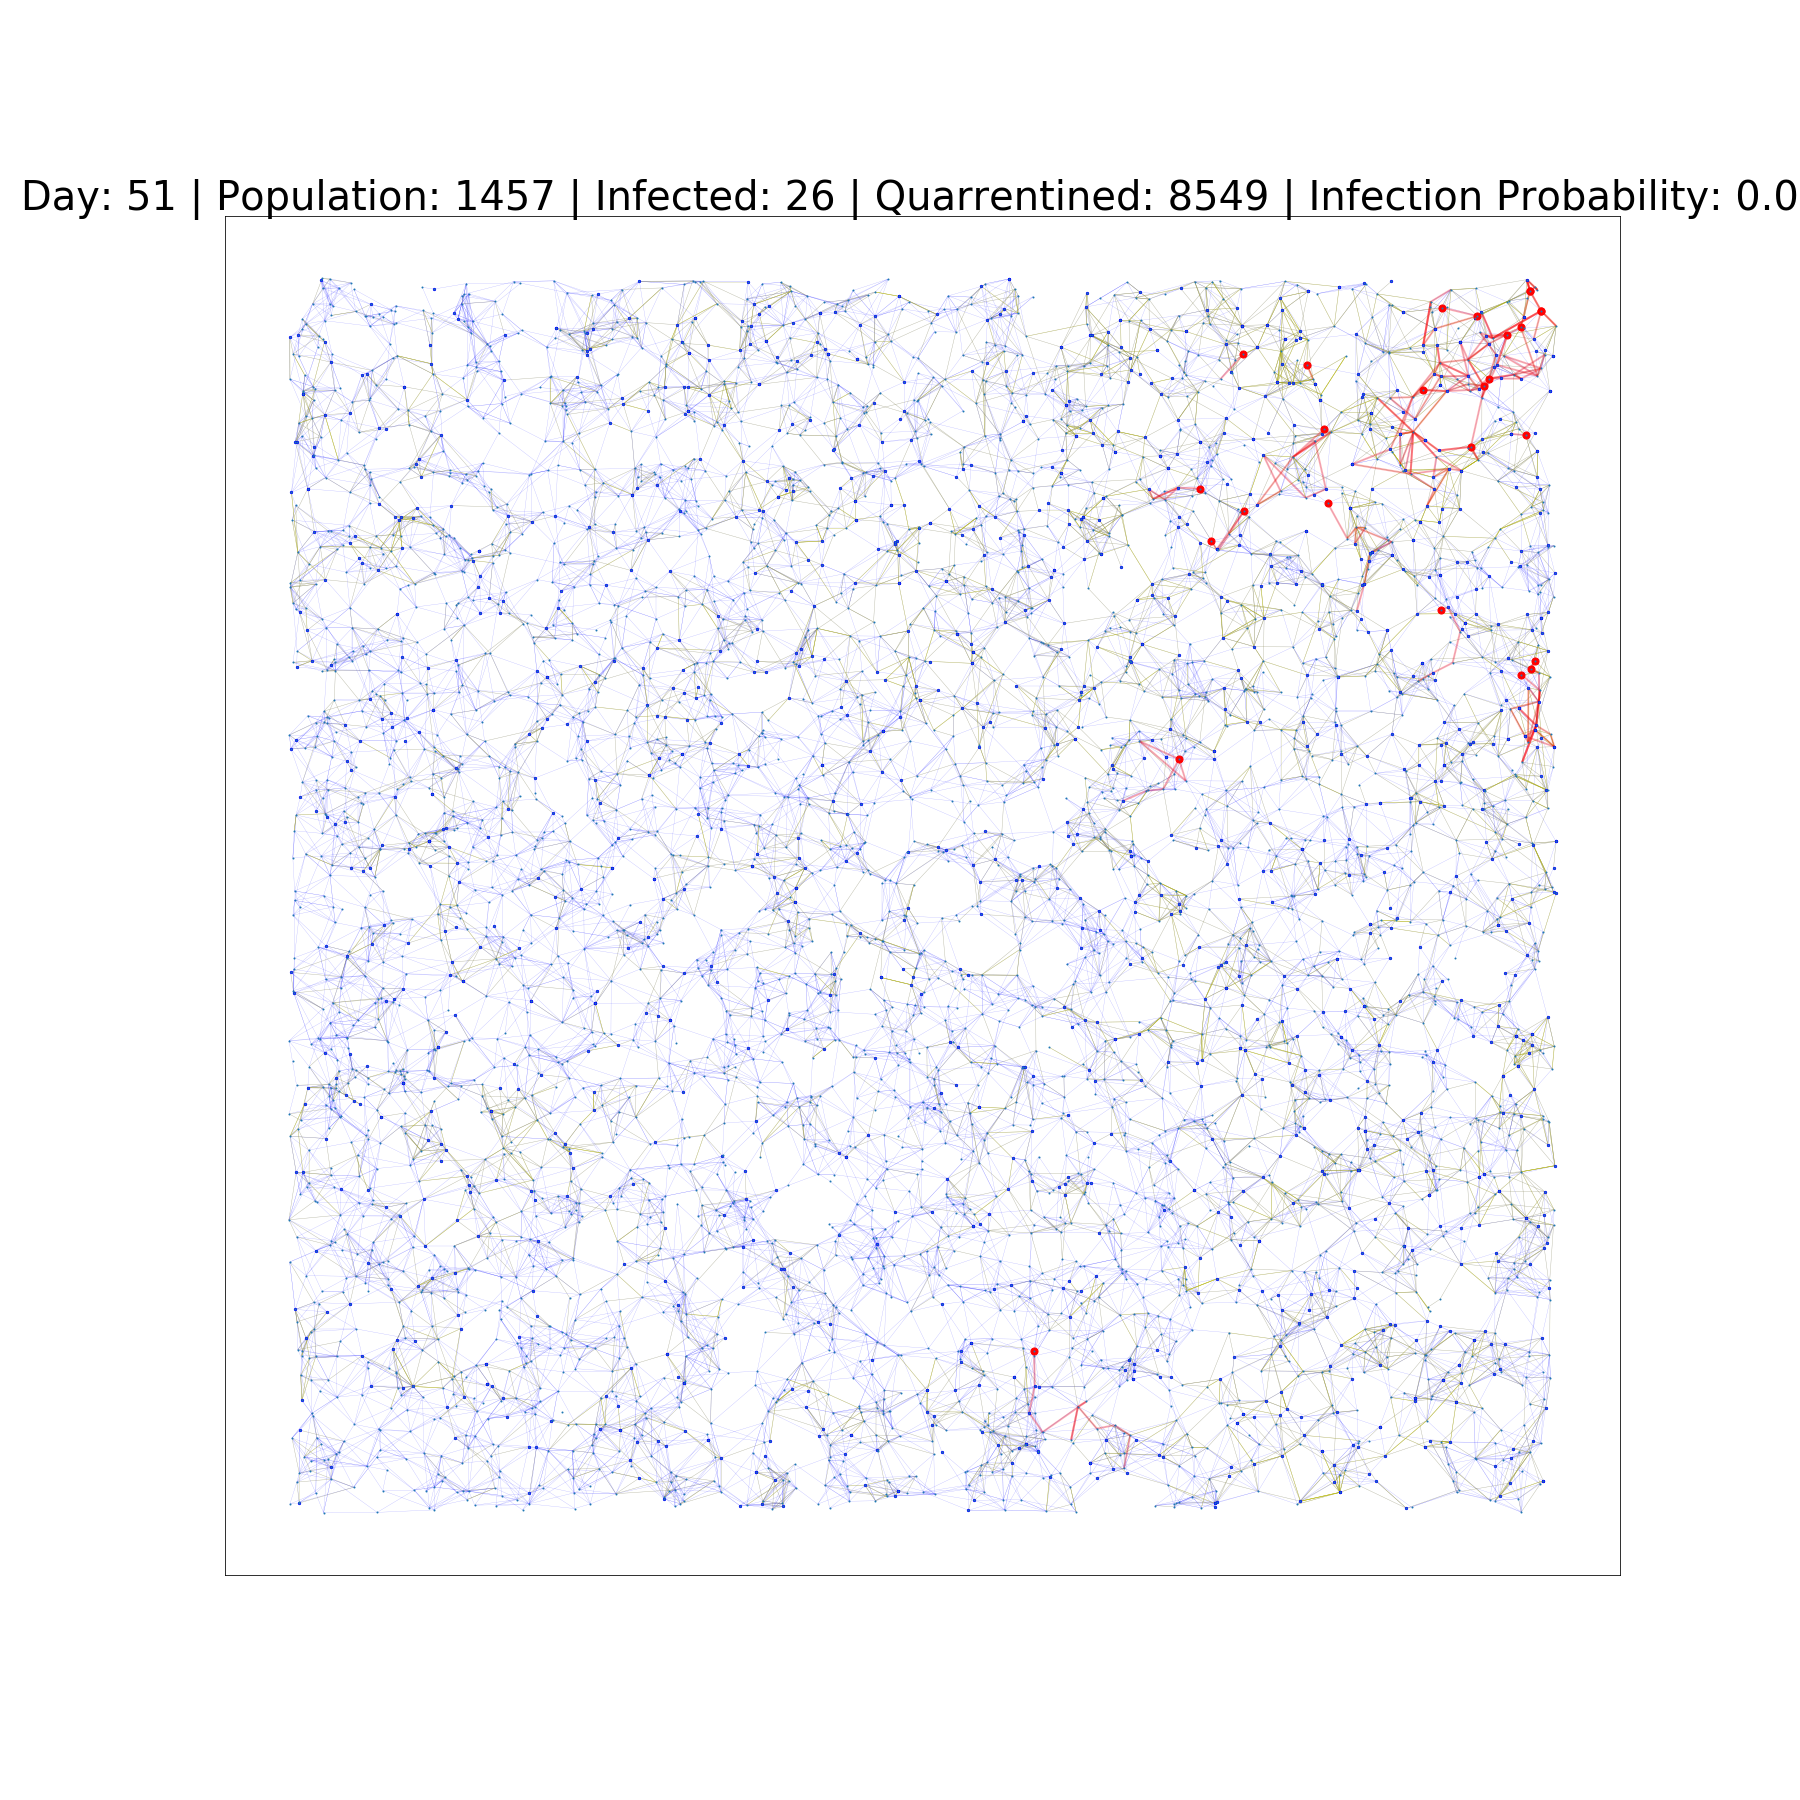 Day: 51 | Population: 1457 | Infected: 26 | Quarrentined: 8549 | Infection Probability: 0.0